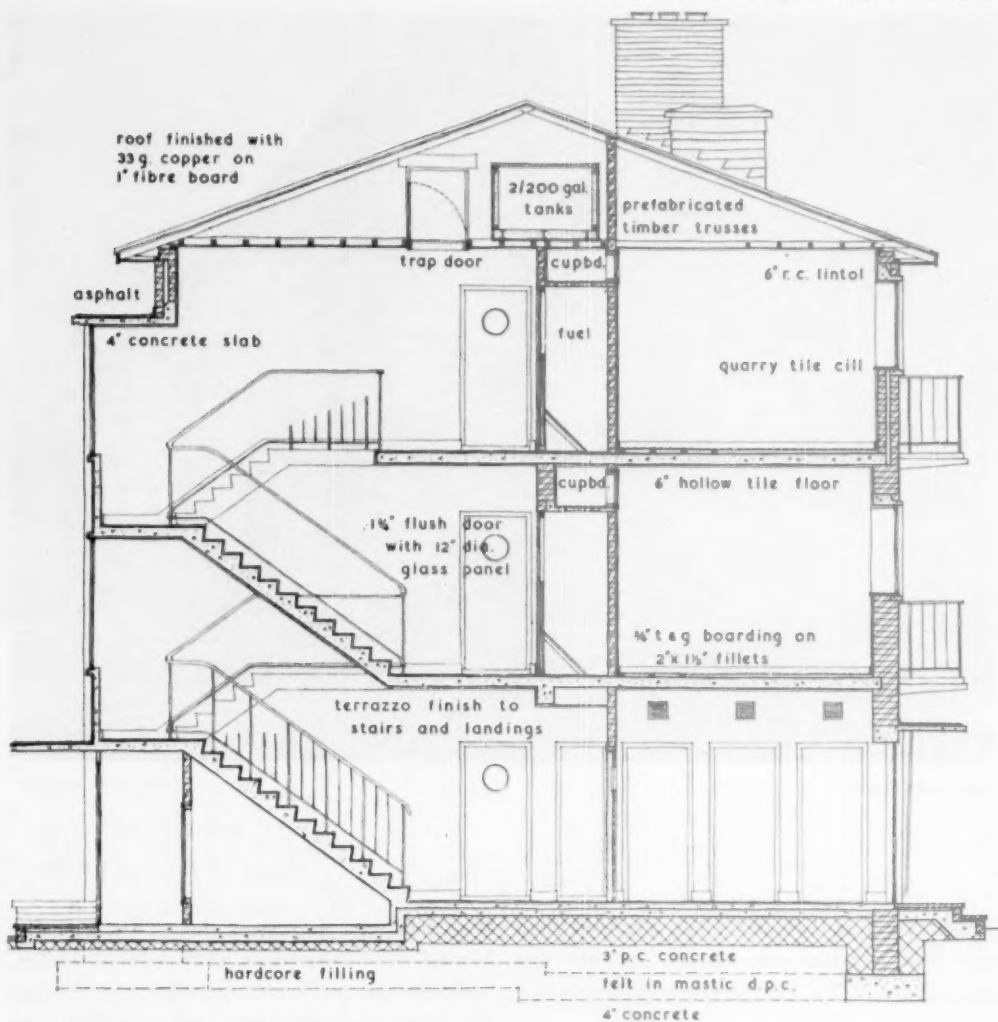 roof finished with
33g. copper on
1" fibre board
2/200 gal.
tanks
prefabricated
timber trusses
trap door
cupbd.
6" r.c. lintol
asphalt
4" concrete slab
fuel
quarry tile cill
cupbd.
6" hollow tile floor
1¾" flush door
with 12" dia.
glass panel
⅞" t & g boarding on
2" x 1½" fillets
terrazzo finish to
stairs and landings
hardcore filling
3" p.c. concrete
felt in mastic d.p.c.
4" concrete